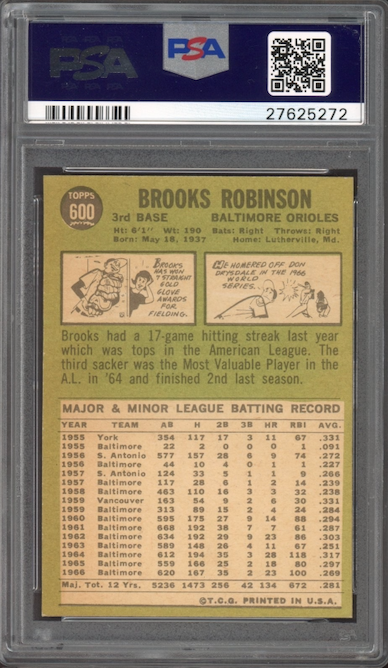 PSA
PSA
27625272
TOPPS
600
BROOKS ROBINSON
3rd BASE BALTIMORE ORIOLES
Ht: 6'1" Wt: 190 Bats: Right Throws: Right
Born: May 18, 1937 Home: Lutherville, Md.
BROOKS
HAS WON
7 STRAIGHT
GOLD
GLOVE
AWARDS
FOR
FIELDING.
HE HOMERED OFF DON
DRYSDALE IN THE 1966
WORLD
SERIES..
Brooks had a 17-game hitting streak last year
which was tops in the American League. The
third sacker was the Most Valuable Player in the
A.L. in '64 and finished 2nd last season.
MAJOR & MINOR LEAGUE BATTING RECORD
YEAR TEAM AB H 2B 3B HR RBI AVG.
1955 York 354 117 17 3 11 67 .331
1955 Baltimore 22 2 0 0 0 1 .091
1956 S. Antonio 577 157 28 6 9 74 .272
1956 Baltimore 44 10 4 0 1 1 .227
1957 S. Antonio 124 33 5 1 1 9 .266
1957 Baltimore 117 28 6 1 2 14 .239
1958 Baltimore 463 110 16 3 3 32 .238
1959 Vancouver 163 54 9 2 6 30 .331
1959 Baltimore 313 89 15 2 4 24 .284
1960 Baltimore 595 175 27 9 14 88 .294
1961 Baltimore 668 192 38 7 7 61 .287
1962 Baltimore 634 192 29 9 23 86 .303
1963 Baltimore 589 148 26 4 11 67 .251
1964 Baltimore 612 194 35 3 28 118 .317
1965 Baltimore 559 166 25 2 18 80 .297
1966 Baltimore 620 167 35 2 23 100 .269
Maj. Tot. 12 Yrs. 5236 1473 256 42 134 672 .281
©T.C.G. PRINTED IN U.S.A.